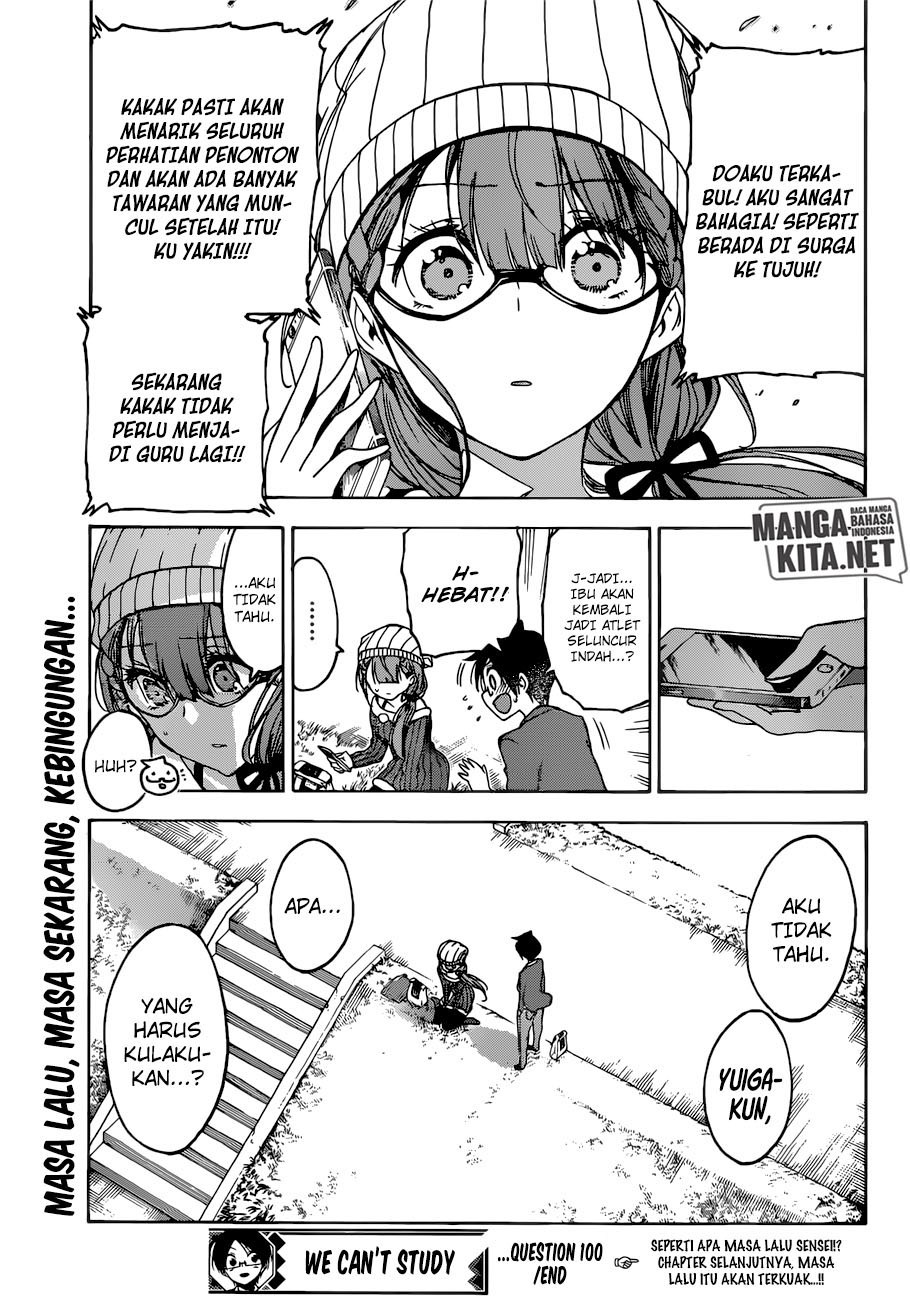 DOAKU TERKA-
BUL! AKU SANGAT
BAHAGIA! SEPERTI
BERADA DI SURGA
KE TUJUH!
KAKAK PASTI AKAN
MENARIK SELURUH
PERHATIAN PENONTON
DAN AKAN ADA BANYAK
TAWARAN YANG MUN-
CUL SETELAH ITU!
KU YAKIN!!!
SEKARANG
KAKAK TIDAK
PERLU MENJA-
DI GURU LAGI!!
MANGA
KITA.NET
BACA MANGA
BAHASA
INDONESIA
J-JADI...
IBU AKAN
KEMBALI
JADI ATLET
SELUNCUR
INDAH...?
H-
HEBAT!!
........
...AKU
TIDAK
TAHU.
HUH?
AKU
TIDAK
TAHU.
YUIGA-
KUN,
APA...
YANG
HARUS
KULAKU-
KAN...?
MASA LALU, MASA SEKARANG, KEBINGUNGAN...
WE CAN'T STUDY
...QUESTION 100
/END
SEPERTI APA MASA LALU SENSEI!?
CHAPTER SELANJUTNYA, MASA
LALU ITU AKAN TERKUAK...!!